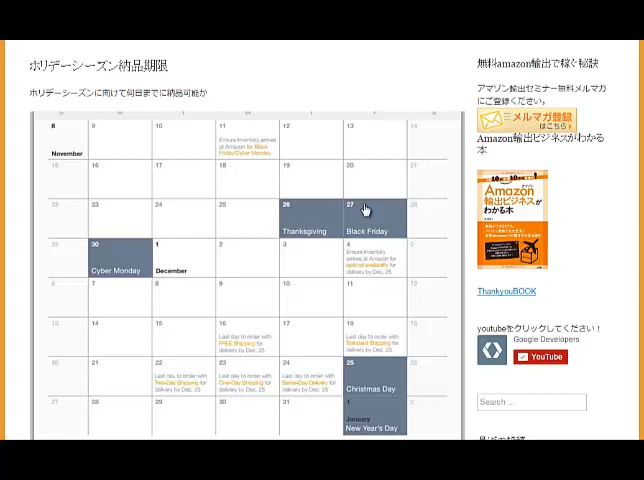 ホリデーシーズン納品期限
ホリデーシーズンに向けて何日までに納品可能か
8 9 10 11 12 13 14
November
Ensure inventory
arrives at Amazon
for Black
Friday/Cyber Monday
15 16 17 18 19 20 21
22 23 24 25 26 27 28
Thanksgiving
Black Friday
29 30 1 2 3 4 5
Cyber Monday
December
Ensure inventory
arrives at Amazon for
optimal availability for
delivery by Dec. 25
6 7 8 9 10 11
13 14 15 16 17 18 19
Last day to order with
FREE Shipping for
delivery by Dec. 25
Last day to order with
Standard Shipping for
delivery by Dec. 25
20 21 22 23 24 25 26
Last day to order with
Two-Day Shipping for
delivery by Dec. 25
Last day to order with
One-Day Shipping for
delivery by Dec. 25
Last day to order with
Same-Day Delivery for
delivery by Dec. 25
Christmas Day
27 28 29 30 31 1 2
January
New Year's Day
無料amazon輸出で稼ぐ秘訣
アマゾン輸出セミナー無料メルマガ
にご登録ください。
メルマガ登録
はこちら
Amazon輸出ビジネスがわかる
本
Amazon
輸出ビジネスが
わかる本
ThankyouBOOK
youtubeをクリックしてください！
Google Developers
YouTube
Search ...